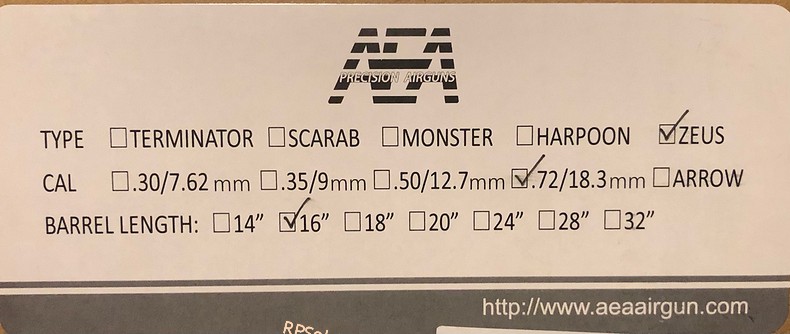 AEA
PRECISION AIRGUNS
TYPE ☐TERMINATOR ☐SCARAB ☐MONSTER ☐HARPOON ☑ZEUS
CAL ☐.30/7.62 mm ☐.35/9mm ☐.50/12.7mm ☑.72/18.3mm ☐ARROW
BARREL LENGTH: ☐14” ☑16” ☐18” ☐20” ☐24” ☐28” ☐32”
http://www.aeaairgun.com